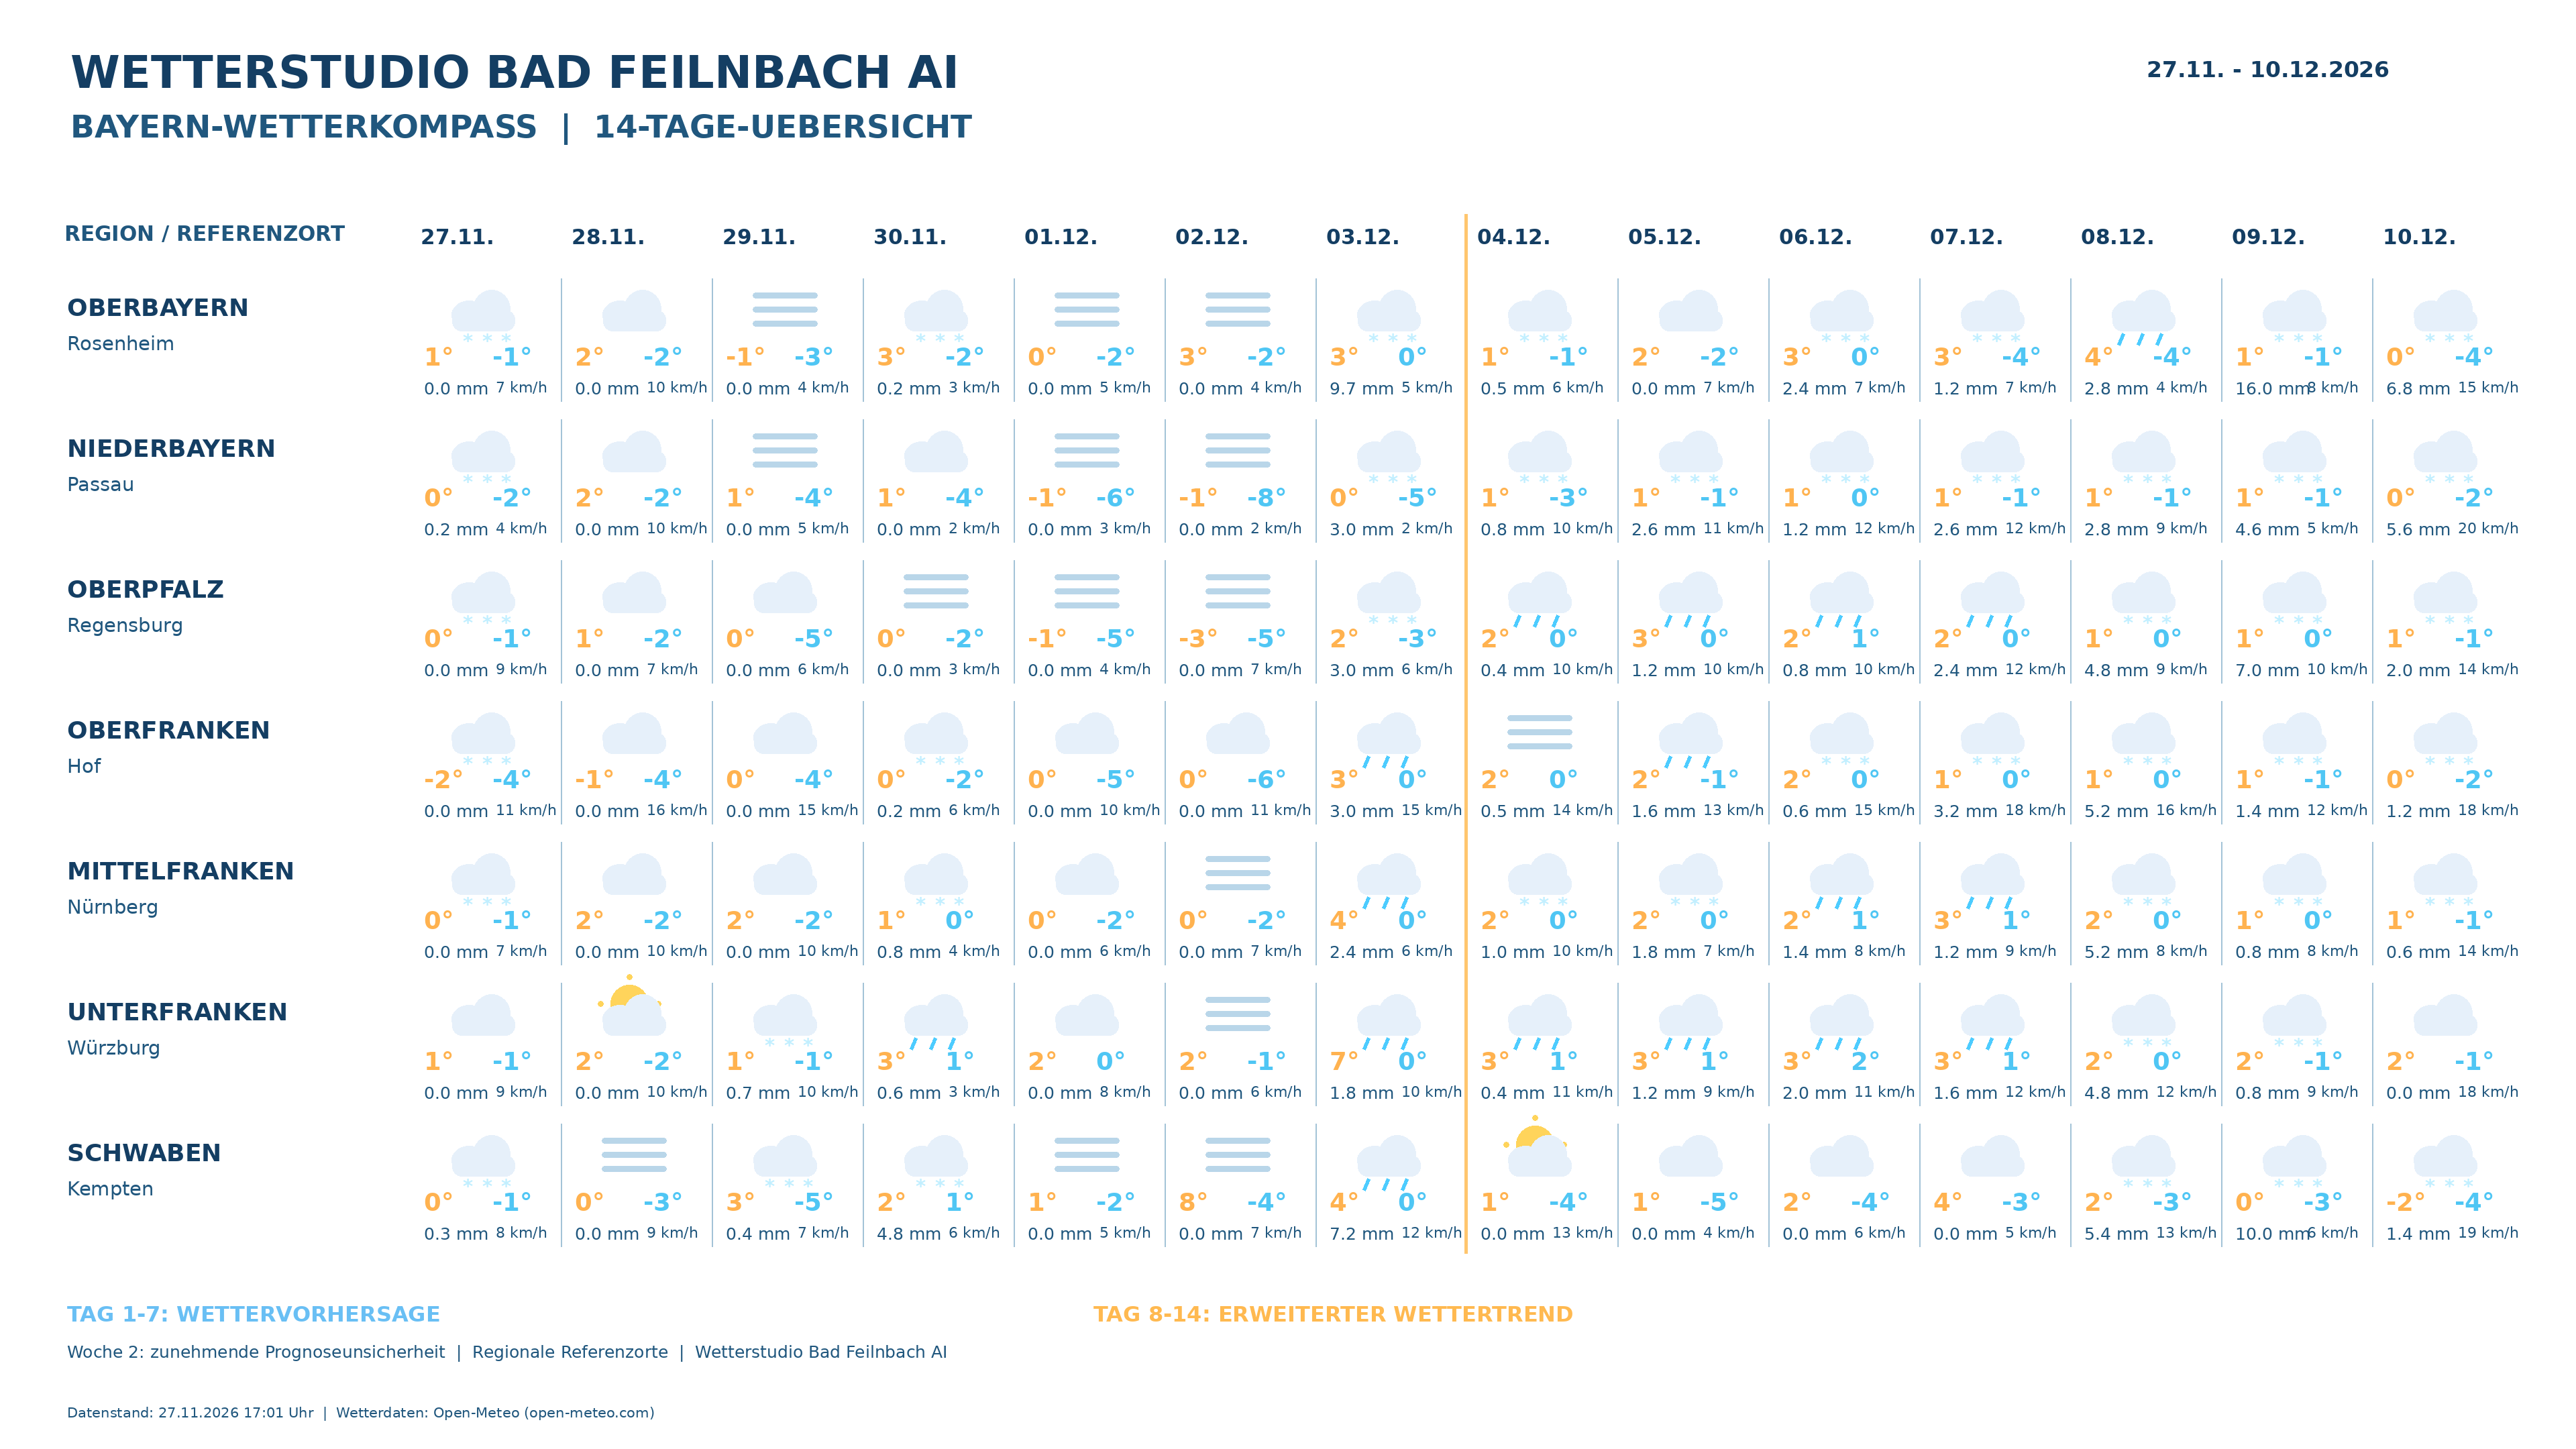 WETTERSTUDIO BAD FEILNBACH AI
27.11. - 10.12.2026
BAYERN-WETTERKOMPASS | 14-TAGE-UEBERSICHT
REGION / REFERENZORT 27.11. 28.11. 29.11. 30.11. 01.12. 02.12. 03.12. 04.12. 05.12. 06.12. 07.12. 08.12. 09.12. 10.12.
OBERBAYERN
Rosenheim
1° -1° 2° -2° -1° -3° 3° -2° 0° -2° 3° -2° 3° 0° 1° -1° 2° -2° 3° 0° 3° -4° 4° -4° 1° -1° 0° -4°
0.0 mm 7 km/h 0.0 mm 10 km/h 0.0 mm 4 km/h 0.2 mm 3 km/h 0.0 mm 5 km/h 0.0 mm 4 km/h 9.7 mm 5 km/h 0.5 mm 6 km/h 0.0 mm 7 km/h 2.4 mm 7 km/h 1.2 mm 7 km/h 2.8 mm 4 km/h 16.0 mm 8 km/h 6.8 mm 15 km/h
NIEDERBAYERN
Passau
0° -2° 2° -2° 1° -4° 1° -4° -1° -6° -1° -8° 0° -5° 1° -3° 1° -1° 1° 0° 1° -1° 1° -1° 1° -1° 0° -2°
0.2 mm 4 km/h 0.0 mm 10 km/h 0.0 mm 5 km/h 0.0 mm 2 km/h 0.0 mm 3 km/h 0.0 mm 2 km/h 3.0 mm 2 km/h 0.8 mm 10 km/h 2.6 mm 11 km/h 1.2 mm 12 km/h 2.6 mm 12 km/h 2.8 mm 9 km/h 4.6 mm 5 km/h 5.6 mm 20 km/h
OBERPFALZ
Regensburg
0° -1° 1° -2° 0° -5° 0° -2° -1° -5° -3° -5° 2° -3° 2° 0° 3° 0° 2° 1° 2° 0° 1° 0° 1° 0° 1° -1°
0.0 mm 9 km/h 0.0 mm 7 km/h 0.0 mm 6 km/h 0.0 mm 3 km/h 0.0 mm 4 km/h 0.0 mm 7 km/h 3.0 mm 6 km/h 0.4 mm 10 km/h 1.2 mm 10 km/h 0.8 mm 10 km/h 2.4 mm 12 km/h 4.8 mm 9 km/h 7.0 mm 10 km/h 2.0 mm 14 km/h
OBERFRANKEN
Hof
-2° -4° -1° -4° 0° -4° 0° -2° 0° -5° 0° -6° 3° 0° 2° 0° 2° -1° 2° 0° 1° 0° 1° 0° 1° -1° 0° -2°
0.0 mm 11 km/h 0.0 mm 16 km/h 0.0 mm 15 km/h 0.2 mm 6 km/h 0.0 mm 10 km/h 0.0 mm 11 km/h 3.0 mm 15 km/h 0.5 mm 14 km/h 1.6 mm 13 km/h 0.6 mm 15 km/h 3.2 mm 18 km/h 5.2 mm 16 km/h 1.4 mm 12 km/h 1.2 mm 18 km/h
MITTELFRANKEN
Nürnberg
0° -1° 2° -2° 2° -2° 1° 0° 0° -2° 0° -2° 4° 0° 2° 0° 2° 0° 2° 1° 3° 1° 2° 0° 1° 0° 1° -1°
0.0 mm 7 km/h 0.0 mm 10 km/h 0.0 mm 10 km/h 0.8 mm 4 km/h 0.0 mm 6 km/h 0.0 mm 7 km/h 2.4 mm 6 km/h 1.0 mm 10 km/h 1.8 mm 7 km/h 1.4 mm 8 km/h 1.2 mm 9 km/h 5.2 mm 8 km/h 0.8 mm 8 km/h 0.6 mm 14 km/h
UNTERFRANKEN
Würzburg
1° -1° 2° -2° 1° -1° 3° 1° 2° 0° 2° -1° 7° 0° 3° 1° 3° 1° 3° 2° 3° 1° 2° 0° 2° -1° 2° -1°
0.0 mm 9 km/h 0.0 mm 10 km/h 0.7 mm 10 km/h 0.6 mm 3 km/h 0.0 mm 8 km/h 0.0 mm 6 km/h 1.8 mm 10 km/h 0.4 mm 11 km/h 1.2 mm 9 km/h 2.0 mm 11 km/h 1.6 mm 12 km/h 4.8 mm 12 km/h 0.8 mm 9 km/h 0.0 mm 18 km/h
SCHWABEN
Kempten
0° -1° 0° -3° 3° -5° 2° 1° 1° -2° 8° -4° 4° 0° 1° -4° 1° -5° 2° -4° 4° -3° 2° -3° 0° -3° -2° -4°
0.3 mm 8 km/h 0.0 mm 9 km/h 0.4 mm 7 km/h 4.8 mm 6 km/h 0.0 mm 5 km/h 0.0 mm 7 km/h 7.2 mm 12 km/h 0.0 mm 13 km/h 0.0 mm 4 km/h 0.0 mm 6 km/h 0.0 mm 5 km/h 5.4 mm 13 km/h 10.0 mm 6 km/h 1.4 mm 19 km/h
TAG 1-7: WETTERVORHERSAGE
TAG 8-14: ERWEITERTER WETTERTREND
Woche 2: zunehmende Prognoseunsicherheit | Regionale Referenzorte | Wetterstudio Bad Feilnbach AI
Datenstand: 27.11.2026 17:01 Uhr | Wetterdaten: Open-Meteo (open-meteo.com)